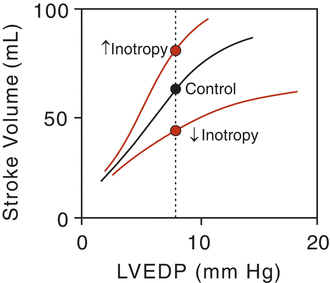 Stroke Volume (mL)
100
50
0
↑Inotropy
Control
↓Inotropy
0
10
20
LVEDP (mm Hg)